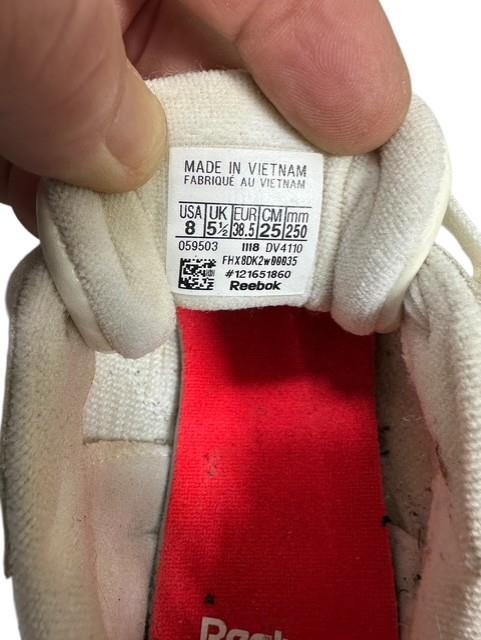 MADE IN VIETNAM
FABRIQUÉ AU VIETNAM
USA UK EUR CM mm
8 5½ 38.5 25 250
059503 1118 DV4110
FHX8DK2w00035
#121651860
Reebok